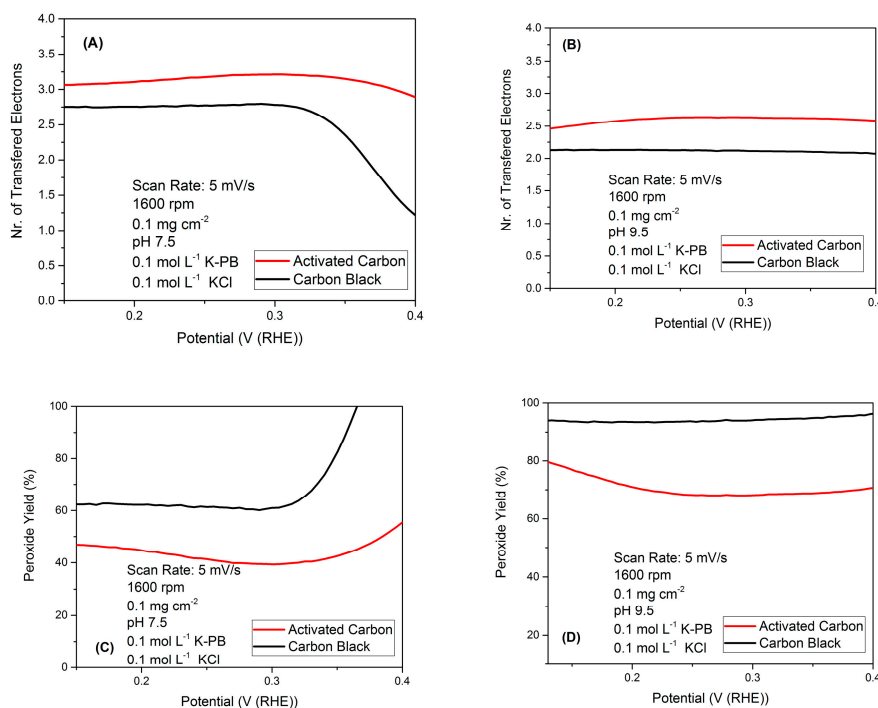 (A)
4.0
3.5
3.0
2.5
2.0
1.5
1.0
0.5
0.0
Nr. of Transfered Electrons
Scan Rate: 5 mV/s
1600 rpm
0.1 mg cm⁻²
pH 7.5
0.1 mol L⁻¹ K-PB
0.1 mol L⁻¹ KCl
Activated Carbon
Carbon Black
0.2 0.3 0.4
Potential (V (RHE))
(B)
4.0
3.5
3.0
2.5
2.0
1.5
1.0
0.5
0.0
Nr. of Transfered Electrons
Scan Rate: 5 mV/s
1600 rpm
0.1 mg cm⁻²
pH 9.5
0.1 mol L⁻¹ K-PB
0.1 mol L⁻¹ KCl
Activated Carbon
Carbon Black
0.2 0.3 0.4
Potential (V (RHE))
100
80
60
40
20
0
Peroxide Yield (%)
Scan Rate: 5 mV/s
1600 rpm
0.1 mg cm⁻²
pH 7.5
0.1 mol L⁻¹ K-PB
0.1 mol L⁻¹ KCl
(C)
Activated Carbon
Carbon Black
0.2 0.3 0.4
Potential (V (RHE))
100
80
60
40
20
Peroxide Yield (%)
Scan Rate: 5 mV/s
1600 rpm
0.1 mg cm⁻²
pH 9.5
0.1 mol L⁻¹ K-PB
0.1 mol L⁻¹ KCl
(D)
Activated Carbon
Carbon Black
0.2 0.3 0.4
Potential (V (RHE))